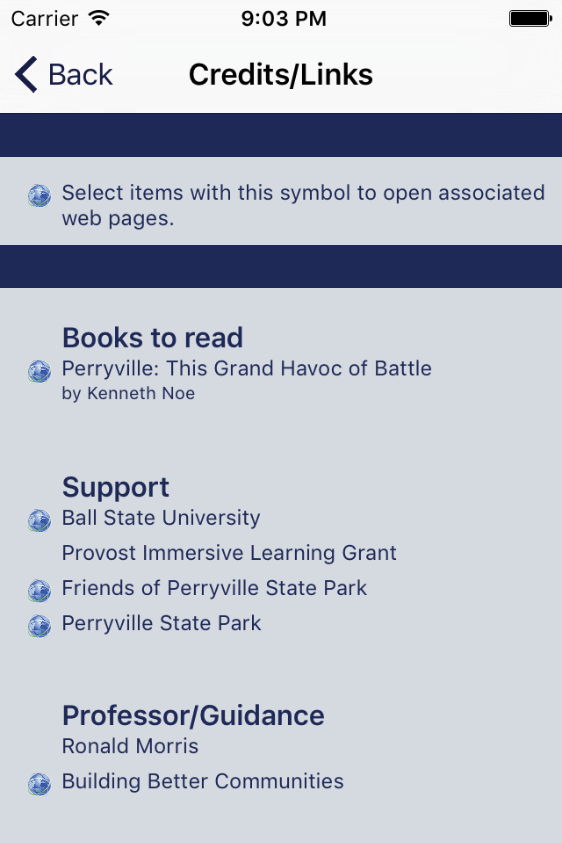 Carrier 9:03 PM
Back Credits/Links
Select items with this symbol to open associated
web pages.
Books to read
Perryville: This Grand Havoc of Battle
by Kenneth Noe
Support
Ball State University
Provost Immersive Learning Grant
Friends of Perryville State Park
Perryville State Park
Professor/Guidance
Ronald Morris
Building Better Communities